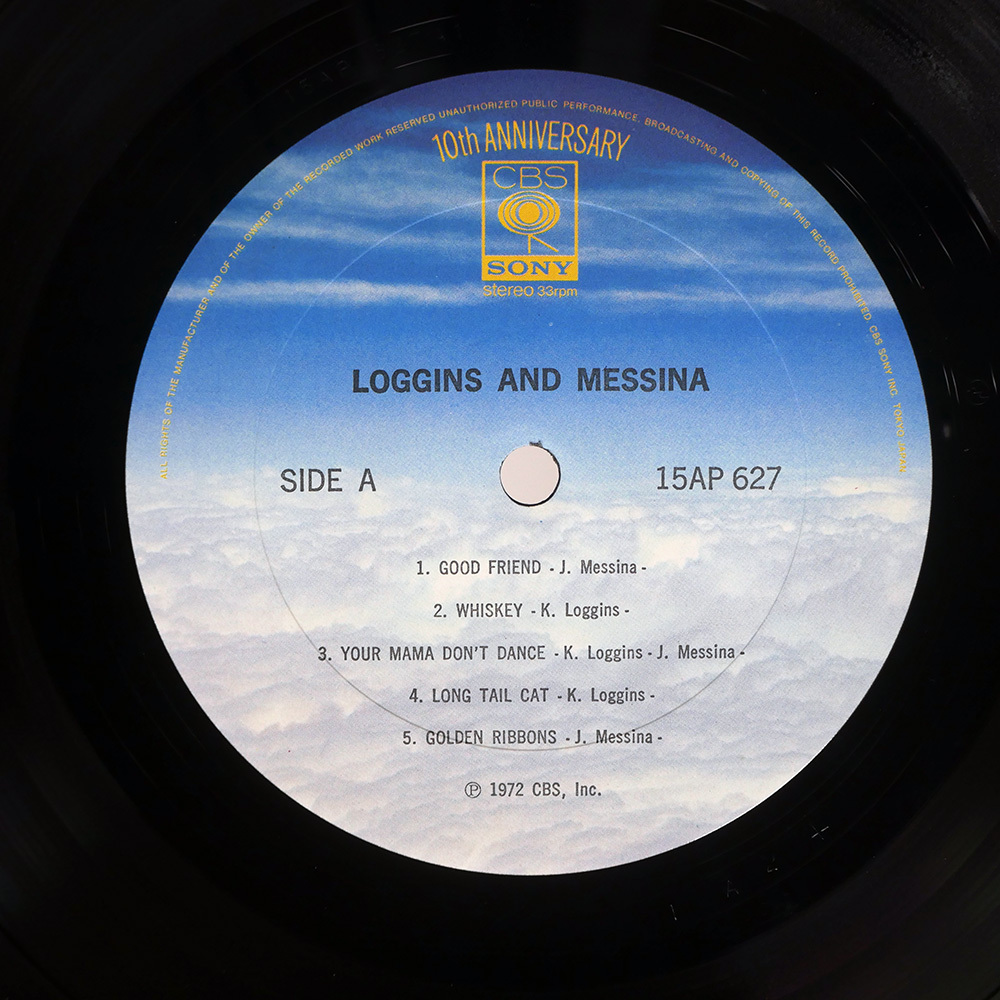 ALL RIGHTS OF THE MANUFACTURER AND OF THE OWNER OF THE RECORDED WORK RESERVED UNAUTHORIZED PUBLIC PERFORMANCE. BROADCASTING AND COPYING OF THIS RECORD PROHIBITED. CBS SONY INC. TOKYO JAPAN
10th ANNIVERSARY
CBS
SONY
stereo 33rpm
LOGGINS AND MESSINA
SIDE A
15AP 627
1. GOOD FRIEND - J. Messina -
2. WHISKEY - K. Loggins -
3. YOUR MAMA DON'T DANCE - K. Loggins - J. Messina -
4. LONG TAIL CAT - K. Loggins -
5. GOLDEN RIBBONS - J. Messina -
Ⓟ 1972 CBS, Inc.